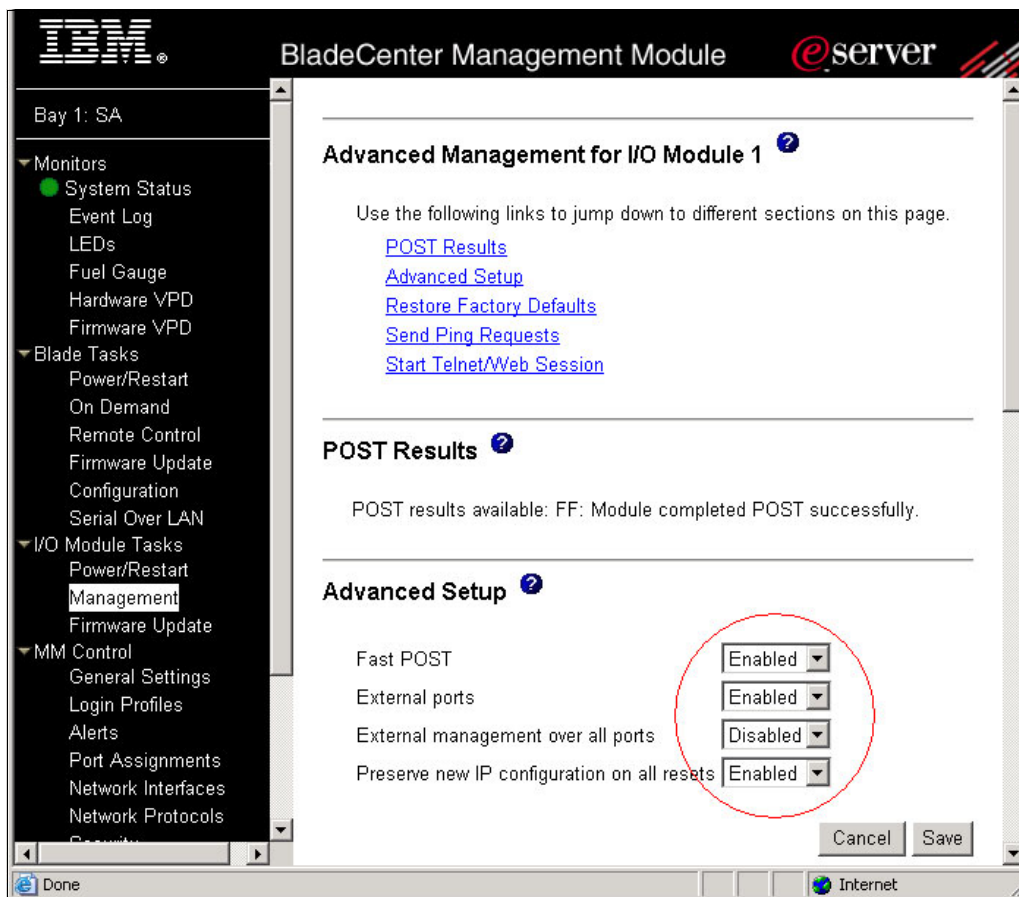 IBM®
BladeCenter Management Module
e server
Bay 1: SA
Monitors
System Status
Event Log
LEDs
Fuel Gauge
Hardware VPD
Firmware VPD
Blade Tasks
Power/Restart
On Demand
Remote Control
Firmware Update
Configuration
Serial Over LAN
I/O Module Tasks
Power/Restart
Management
Firmware Update
MM Control
General Settings
Login Profiles
Alerts
Port Assignments
Network Interfaces
Network Protocols
Advanced Management for I/O Module 1 ?
Use the following links to jump down to different sections on this page.
POST Results
Advanced Setup
Restore Factory Defaults
Send Ping Requests
Start Telnet/Web Session
POST Results ?
POST results available: FF: Module completed POST successfully.
Advanced Setup ?
Fast POST Enabled
External ports Enabled
External management over all ports Disabled
Preserve new IP configuration on all resets Enabled
Cancel Save
Done
Internet